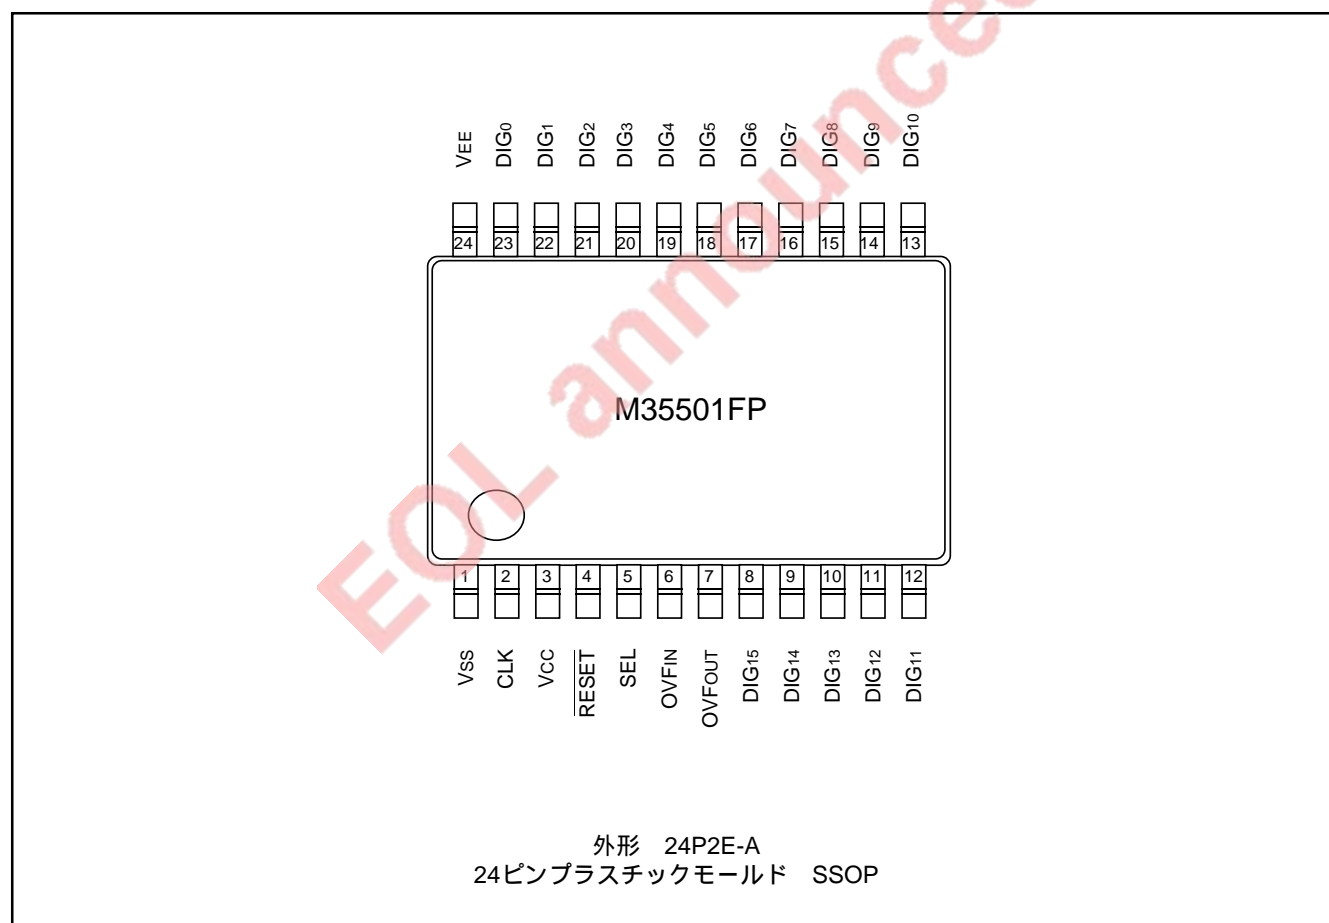 VEE DIG0 DIG1 DIG2 DIG3 DIG4 DIG5 DIG6 DIG7 DIG8 DIG9 DIG10
24 23 22 21 20 19 18 17 16 15 14 13
M35501FP
1 2 3 4 5 6 7 8 9 10 11 12
VSS CLK VCC RESET SEL OVFIN OVFOUT DIG15 DIG14 DIG13 DIG12 DIG11
外形 24P2E-A
24ピンプラスチックモールド SSOP
EOL announced